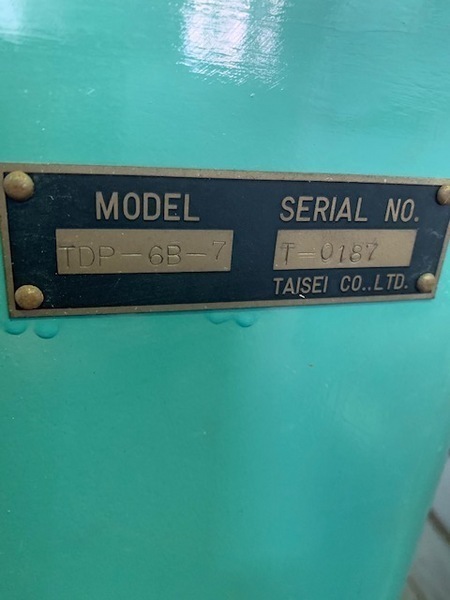 MODEL SERIAL NO.
TDP-6B-7 T-0187
TAISEI CO.,LTD.